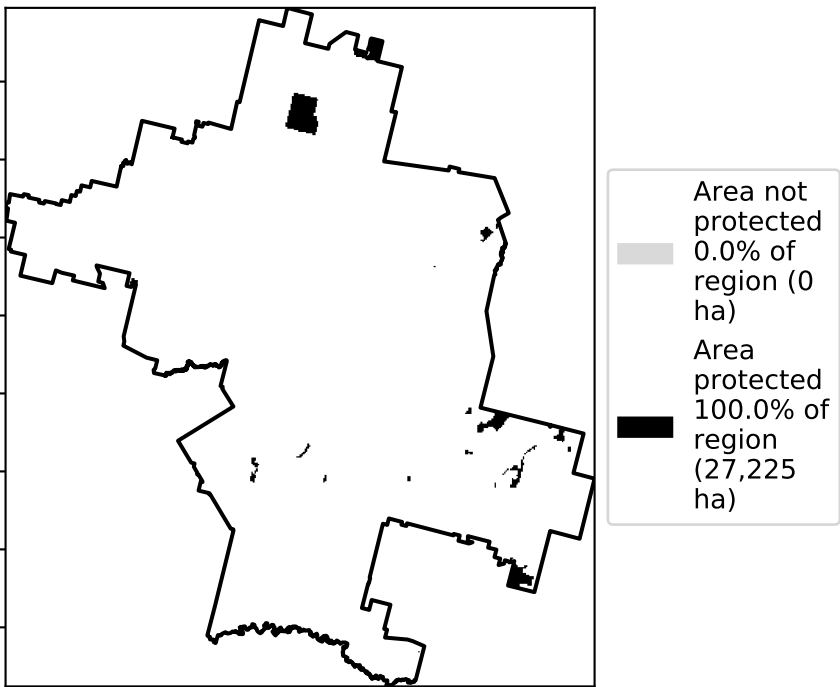 Area not
protected
0.0% of
region (0
ha)
Area
protected
100.0% of
region
(27,225
ha)